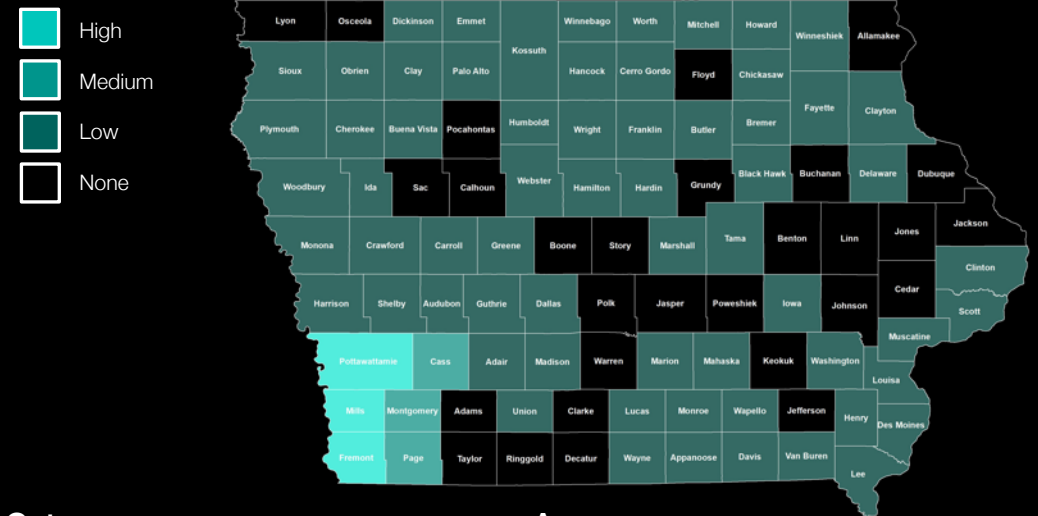 High
Medium
Low
None
Lyon Osceola Dickinson Emmet Winnebago Worth Mitchell Howard
Winneshiek Allamakee
Kossuth
Sioux Obrien Clay Palo Alto Hancock Cerro Gordo Floyd Chickasaw
Fayette Clayton
Plymouth Cherokee Buena Vista Pocahontas Humboldt Wright Franklin Butler Bremer
Woodbury Ida Sac Calhoun Webster Hamilton Hardin Grundy Black Hawk Buchanan Delaware Dubuque
Monona Crawford Carroll Greene Boone Story Marshall Tama Benton Linn Jones Jackson
Clinton
Harrison Shelby Audubon Guthrie Dallas Polk Jasper Poweshiek Iowa Johnson Cedar Scott
Muscatine
Pottawattamie Cass Adair Madison Warren Marion Mahaska Keokuk Washington
Louisa
Mills Montgomery Adams Union Clarke Lucas Monroe Wapello Jefferson Henry Des Moines
Fremont Page Taylor Ringgold Decatur Wayne Appanoose Davis Van Buren
Lee